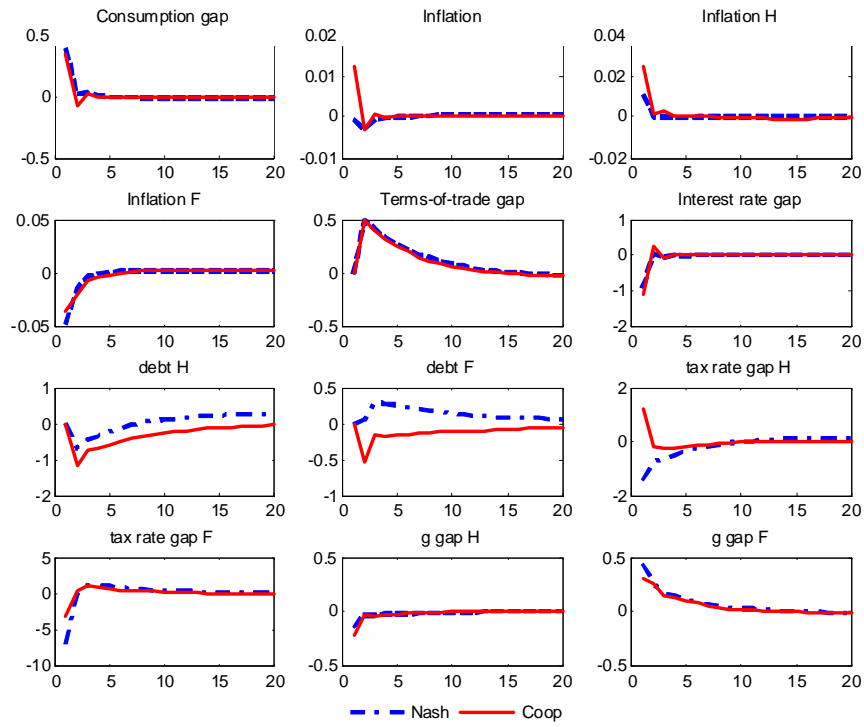 Consumption gap
0.5
0
-0.5
0 5 10 15 20
Inflation
0.02
0.01
0
-0.01
0 5 10 15 20
Inflation H
0.04
0.02
0
-0.02
0 5 10 15 20
Inflation F
0.05
0
-0.05
0 5 10 15 20
Terms-of-trade gap
0.5
0
-0.5
0 5 10 15 20
Interest rate gap
1
0
-1
-2
0 5 10 15 20
debt H
1
0
-1
-2
0 5 10 15 20
debt F
0.5
0
-0.5
-1
0 5 10 15 20
tax rate gap H
2
0
-2
0 5 10 15 20
tax rate gap F
5
0
-5
-10
0 5 10 15 20
g gap H
0.5
0
-0.5
0 5 10 15 20
g gap F
0.5
0
-0.5
0 5 10 15 20
Nash
Coop